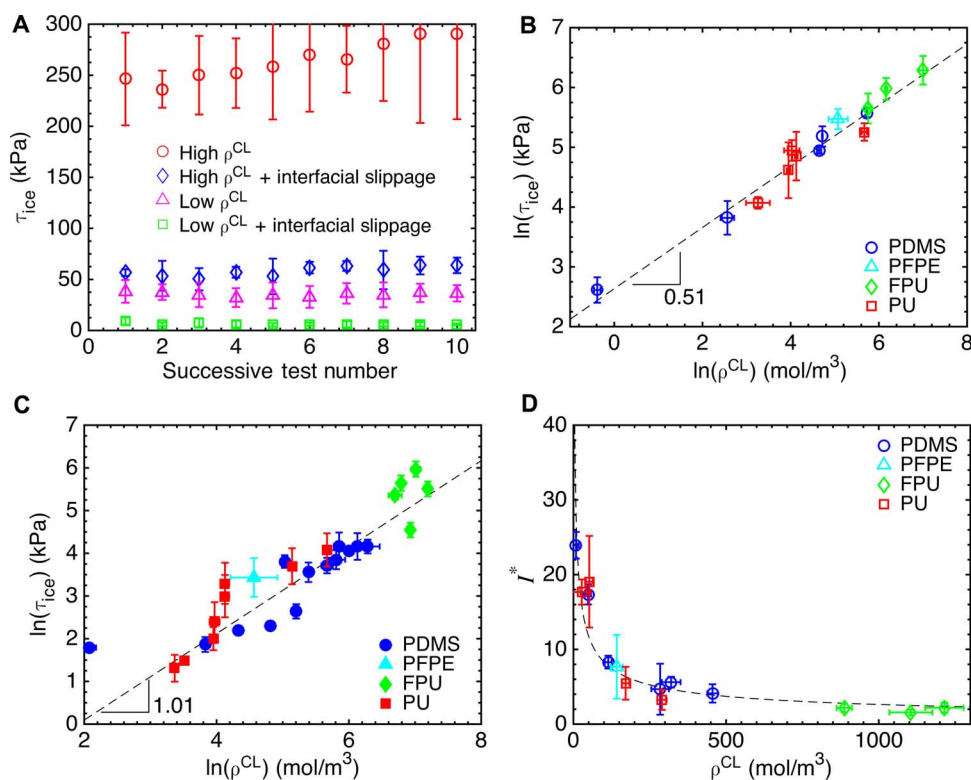 A
300
250
200
150
100
50
0
τice (kPa)
High ρCL
High ρCL + interfacial slippage
Low ρCL
Low ρCL + interfacial slippage
0 2 4 6 8 10
Successive test number
B
7
6
5
4
3
2
1
ln(τice) (kPa)
0.51
PDMS
PFPE
FPU
PU
0 2 4 6 8
ln(ρCL) (mol/m3)
C
7
6
5
4
3
2
1
0
ln(τice) (kPa)
1.01
PDMS
PFPE
FPU
PU
2 4 6 8
ln(ρCL) (mol/m3)
D
40
30
20
10
0
I*
PDMS
PFPE
FPU
PU
0 500 1000
ρCL (mol/m3)